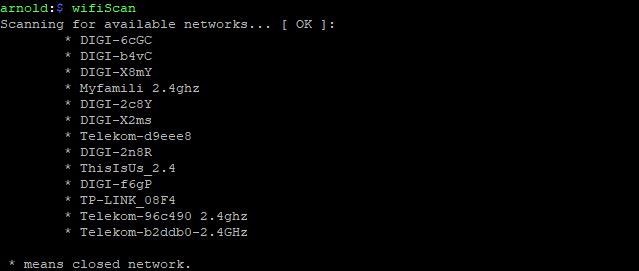 arnold:$ wifiScan
Scanning for available networks... [ OK ]:
* DIGI-6cGC
* DIGI-b4vC
* DIGI-X8mY
* Myfamili 2.4ghz
* DIGI-2c8Y
* DIGI-X2ms
* Telekom-d9eee8
* DIGI-2n8R
* ThisIsUs_2.4
* DIGI-f6gP
* TP-LINK_08F4
* Telekom-96c490 2.4ghz
* Telekom-b2ddb0-2.4GHz
* means closed network.